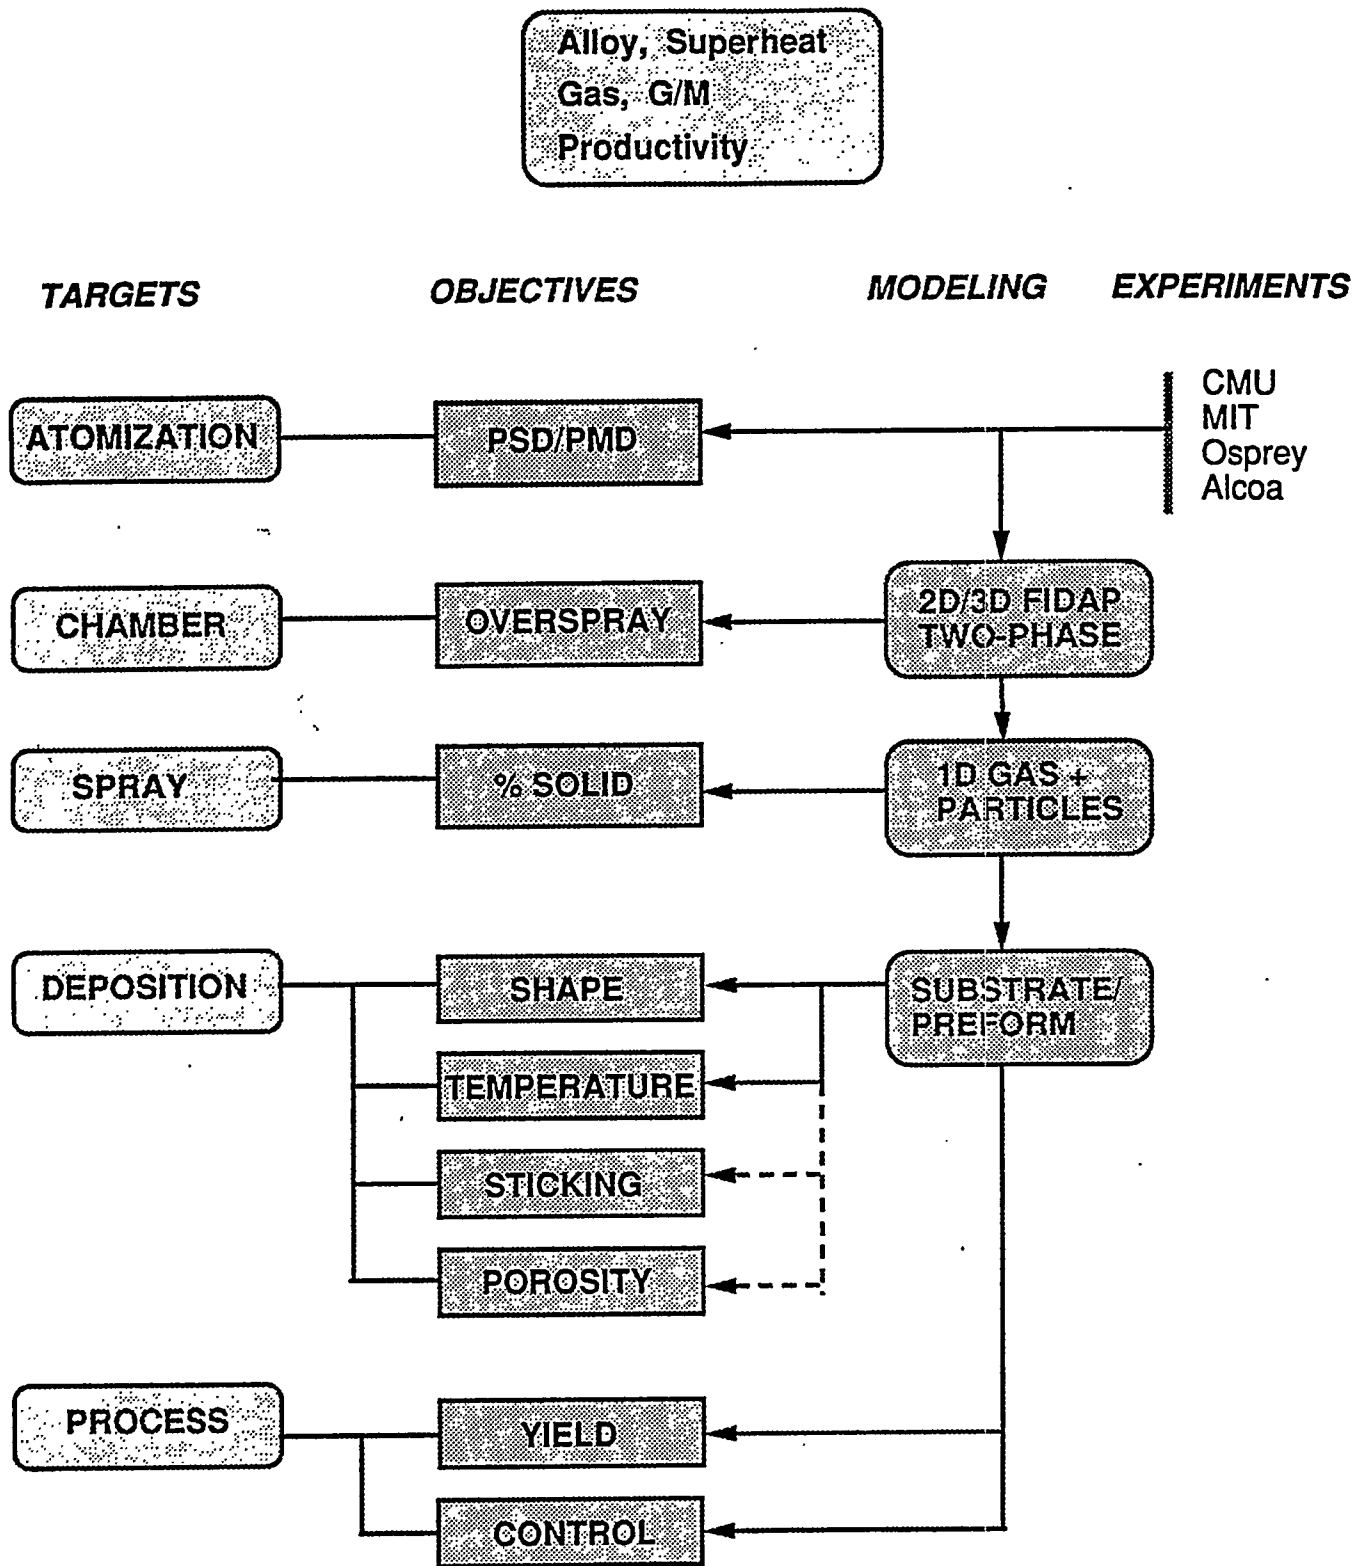 Alloy, Superheat
Gas, G/M
Productivity
TARGETS
OBJECTIVES
MODELING
EXPERIMENTS
ATOMIZATION
PSD/PMD
CMU
MIT
Osprey
Alcoa
CHAMBER
OVERSPRAY
2D/3D FIDAP
TWO-PHASE
SPRAY
% SOLID
1D GAS +
PARTICLES
DEPOSITION
SHAPE
SUBSTRATE/
PREFORM
TEMPERATURE
STICKING
POROSITY
PROCESS
YIELD
CONTROL